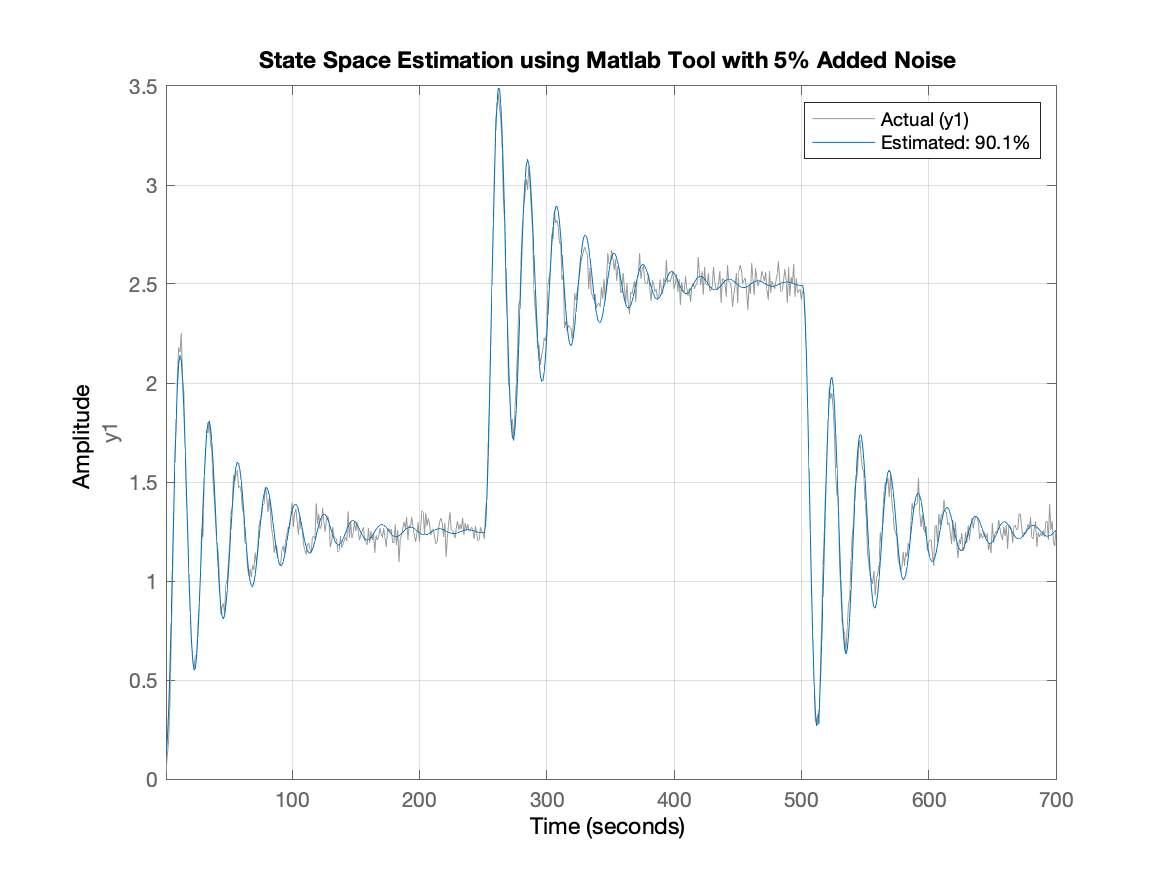 State Space Estimation using Matlab Tool with 5% Added Noise
3.5
3
2.5
2
1.5
1
0.5
0
Amplitude
y1
Actual (y1)
Estimated: 90.1%
100
200
300
400
500
600
700
Time (seconds)